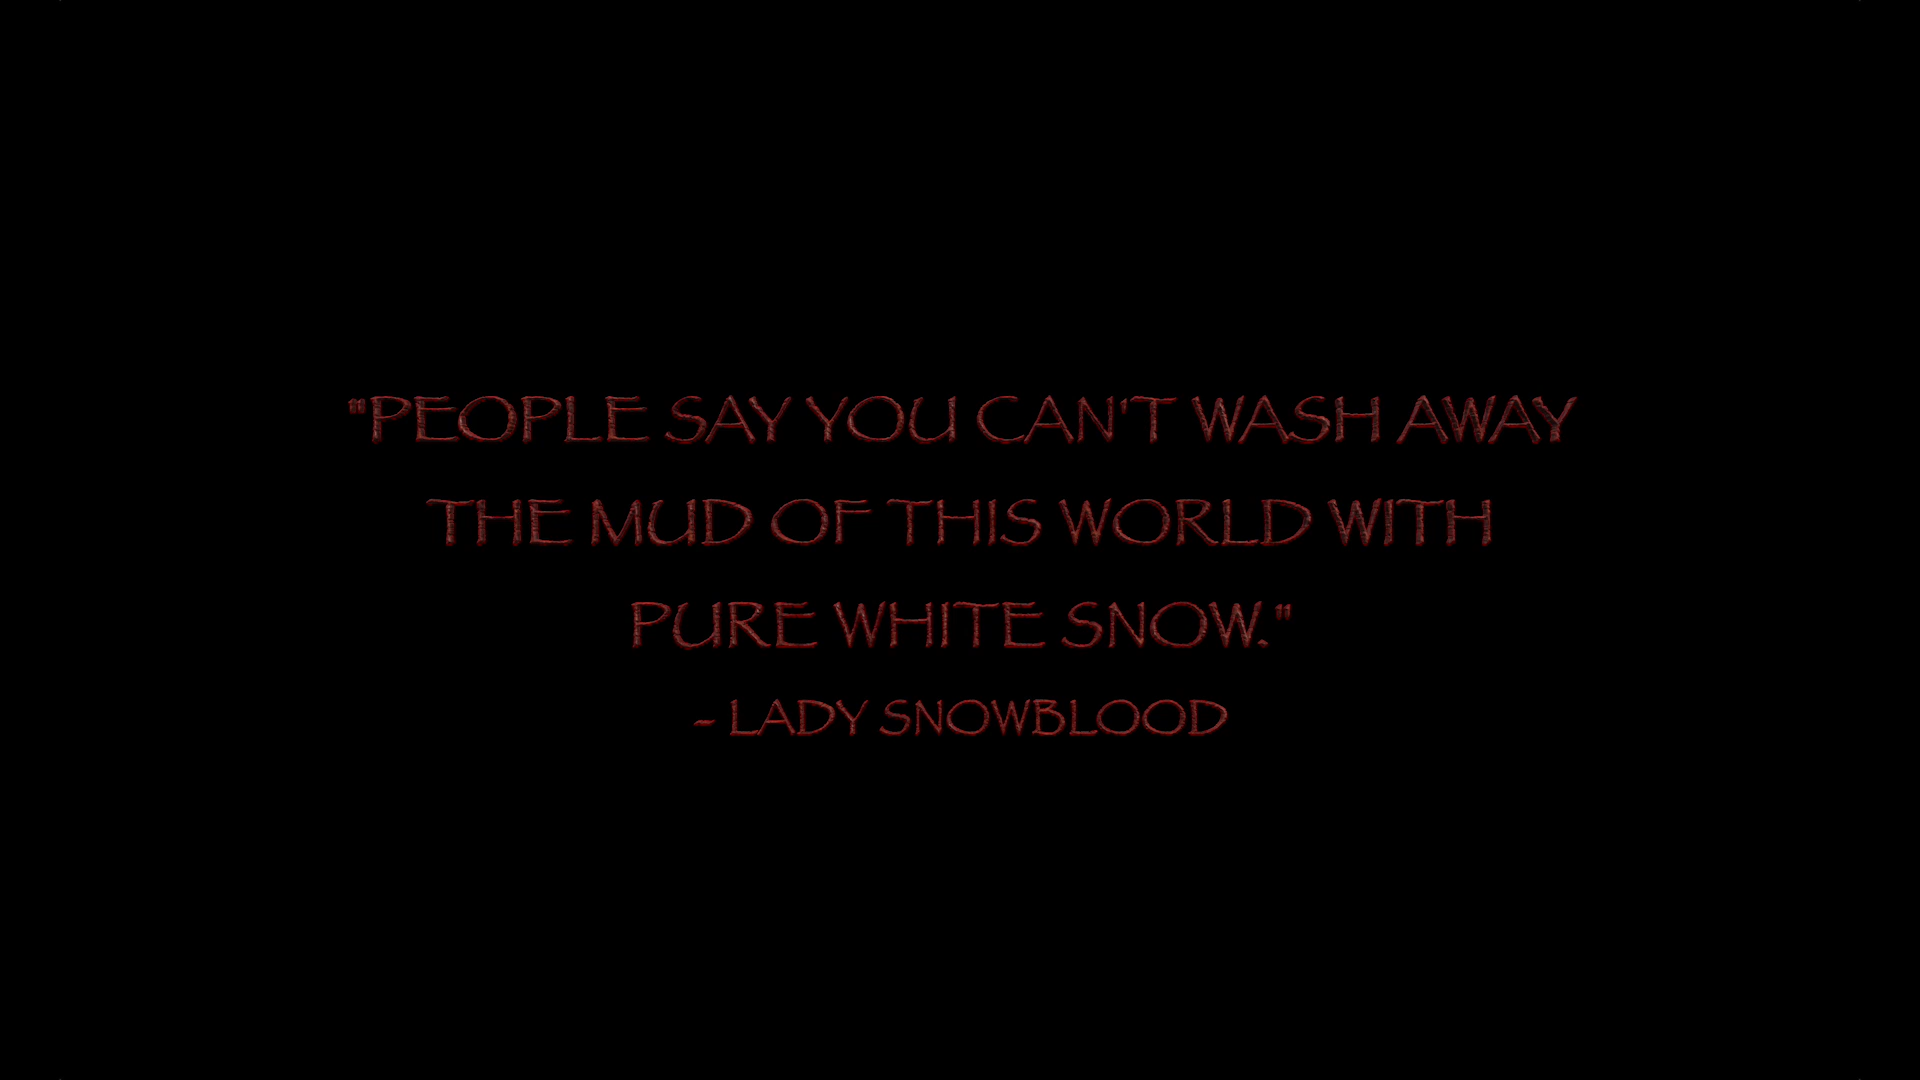 "PEOPLE SAY YOU CAN'T WASH AWAY
THE MUD OF THIS WORLD WITH
PURE WHITE SNOW."
~ LADY SNOWBLOOD